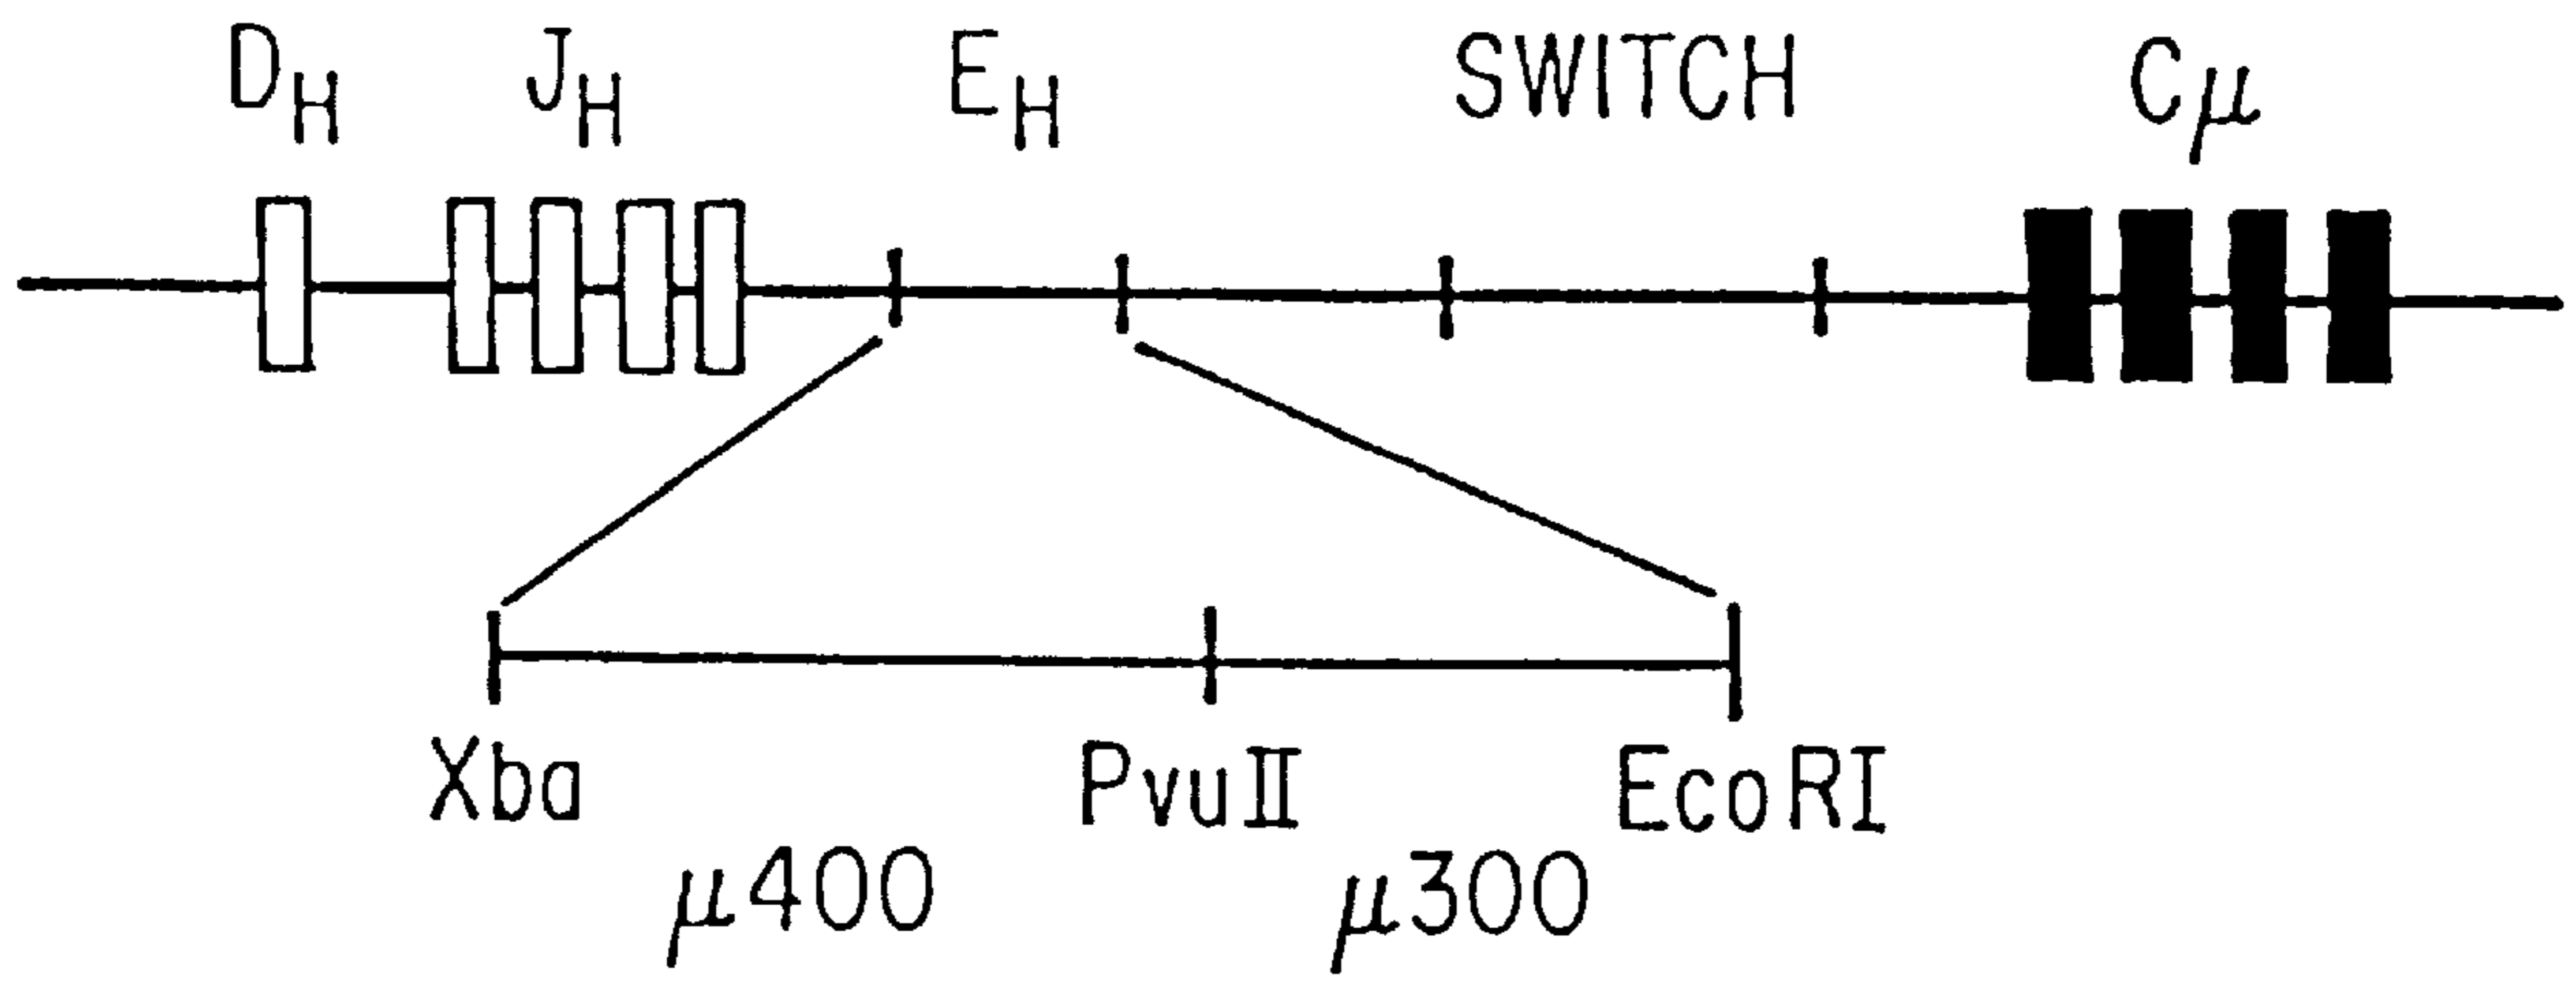 DH JH EH SWITCH Cμ
Xba PvuII EcoRI
μ400 μ300